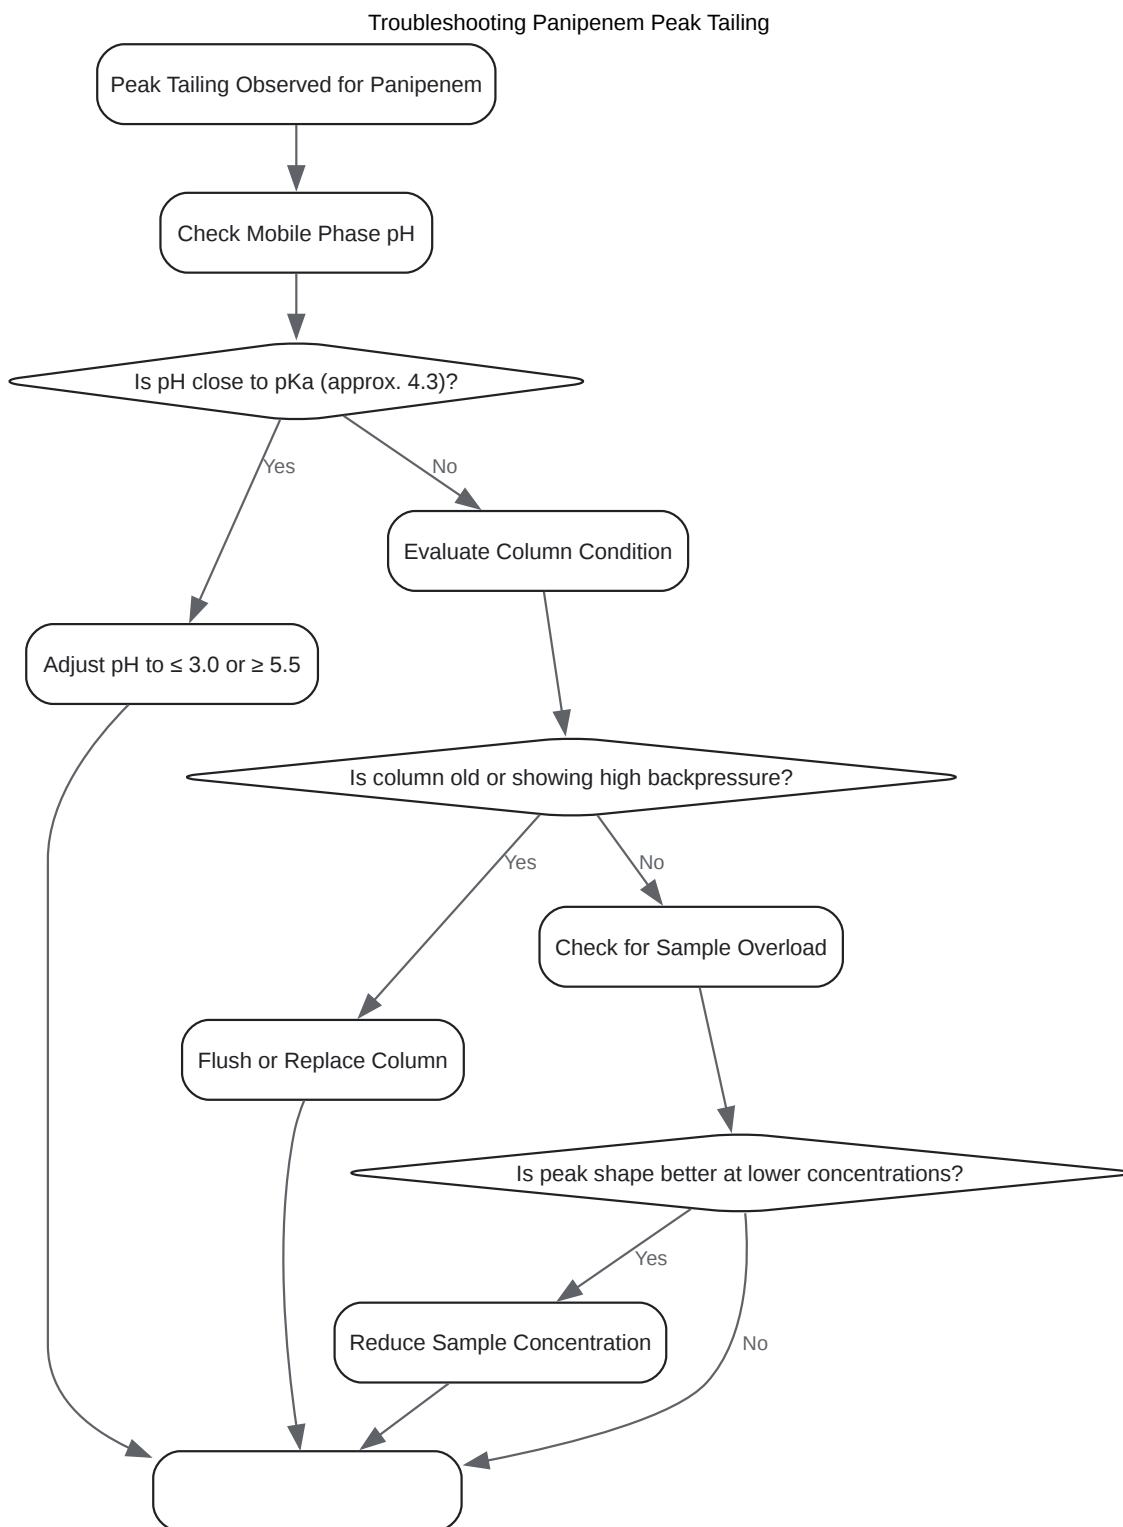 Troubleshooting Panipenem Peak Tailing
Peak Tailing Observed for Panipenem
Check Mobile Phase pH
Is pH close to pKa (approx. 4.3)?
Yes
No
Evaluate Column Condition
Adjust pH to ≤ 3.0 or ≥ 5.5
Is column old or showing high backpressure?
Yes
No
Check for Sample Overload
Flush or Replace Column
Is peak shape better at lower concentrations?
Yes
Reduce Sample Concentration
No